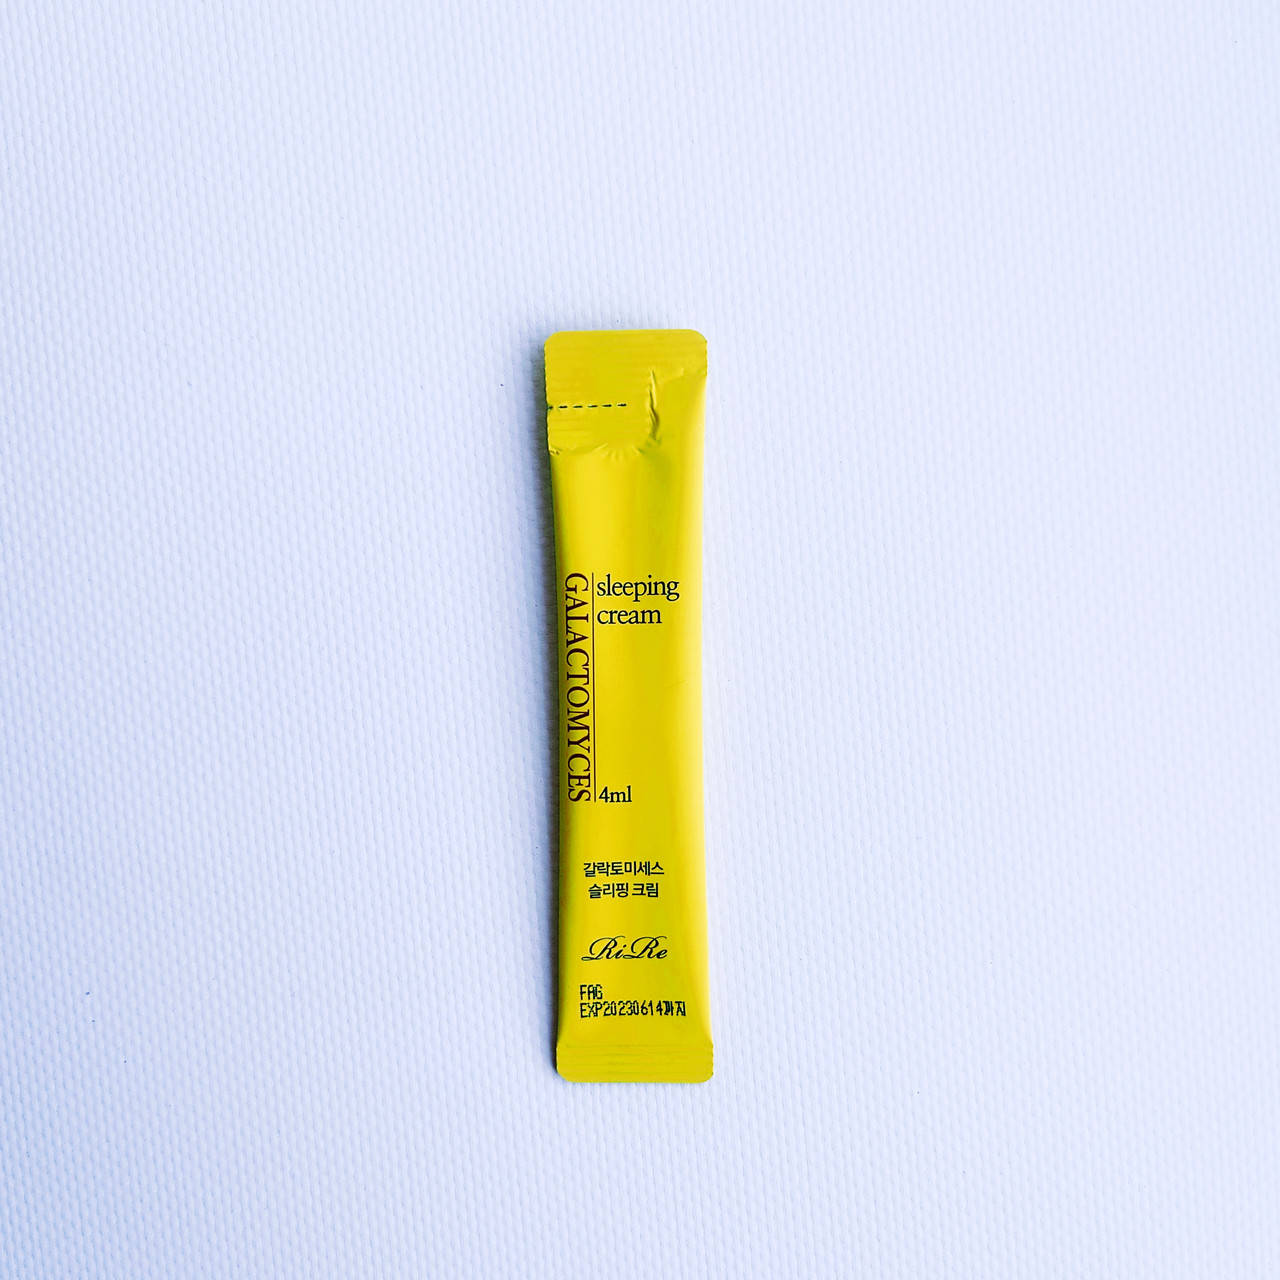 GALACTOMYCES
sleeping
cream
4ml
갈락토미세스
슬리핑 크림
RiRe
FAG
EXP20230614까지